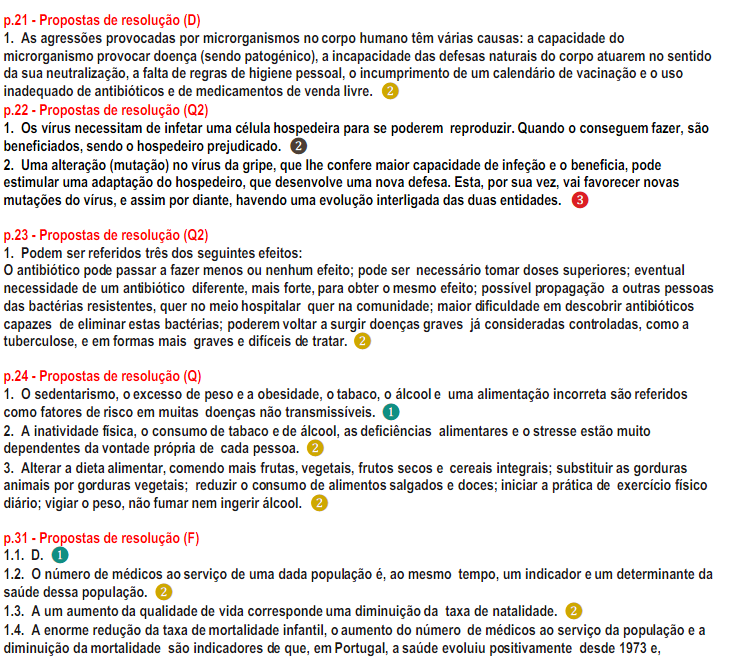 p.21 - Propostas de resolução (D)
1. As agressões provocadas por microrganismos no corpo humano têm várias causas: a capacidade do
microrganismo provocar doença (sendo patogénico), a incapacidade das defesas naturais do corpo atuarem no sentido
da sua neutralização, a falta de regras de higiene pessoal, o incumprimento de um calendário de vacinação e o uso
inadequado de antibióticos e de medicamentos de venda livre. 2
p.22 - Propostas de resolução (Q2)
1. Os vírus necessitam de infetar uma célula hospedeira para se poderem reproduzir. Quando o conseguem fazer, são
beneficiados, sendo o hospedeiro prejudicado. 2
2. Uma alteração (mutação) no vírus da gripe, que lhe confere maior capacidade de infeção e o beneficia, pode
estimular uma adaptação do hospedeiro, que desenvolve uma nova defesa. Esta, por sua vez, vai favorecer novas
mutações do vírus, e assim por diante, havendo uma evolução interligada das duas entidades. 3
p.23 - Propostas de resolução (Q2)
1. Podem ser referidos três dos seguintes efeitos:
O antibiótico pode passar a fazer menos ou nenhum efeito; pode ser necessário tomar doses superiores; eventual
necessidade de um antibiótico diferente, mais forte, para obter o mesmo efeito; possível propagação a outras pessoas
das bactérias resistentes, quer no meio hospitalar quer na comunidade; maior dificuldade em descobrir antibióticos
capazes de eliminar estas bactérias; poderem voltar a surgir doenças graves já consideradas controladas, como a
tuberculose, e em formas mais graves e difíceis de tratar. 2
p.24 - Propostas de resolução (Q)
1. O sedentarismo, o excesso de peso e a obesidade, o tabaco, o álcool e uma alimentação incorreta são referidos
como fatores de risco em muitas doenças não transmissíveis. 1
2. A inatividade física, o consumo de tabaco e de álcool, as deficiências alimentares e o stresse estão muito
dependentes da vontade própria de cada pessoa. 2
3. Alterar a dieta alimentar, comendo mais frutas, vegetais, frutos secos e cereais integrais; substituir as gorduras
animais por gorduras vegetais; reduzir o consumo de alimentos salgados e doces; iniciar a prática de exercício físico
diário; vigiar o peso, não fumar nem ingerir álcool. 2
p.31 - Propostas de resolução (F)
1.1. D. 1
1.2. O número de médicos ao serviço de uma dada população é, ao mesmo tempo, um indicador e um determinante da
saúde dessa população. 2
1.3. A um aumento da qualidade de vida corresponde uma diminuição da taxa de natalidade. 2
1.4. A enorme redução da taxa de mortalidade infantil, o aumento do número de médicos ao serviço da população e a
diminuição da mortalidade são indicadores de que, em Portugal, a saúde evoluiu positivamente desde 1973 e,